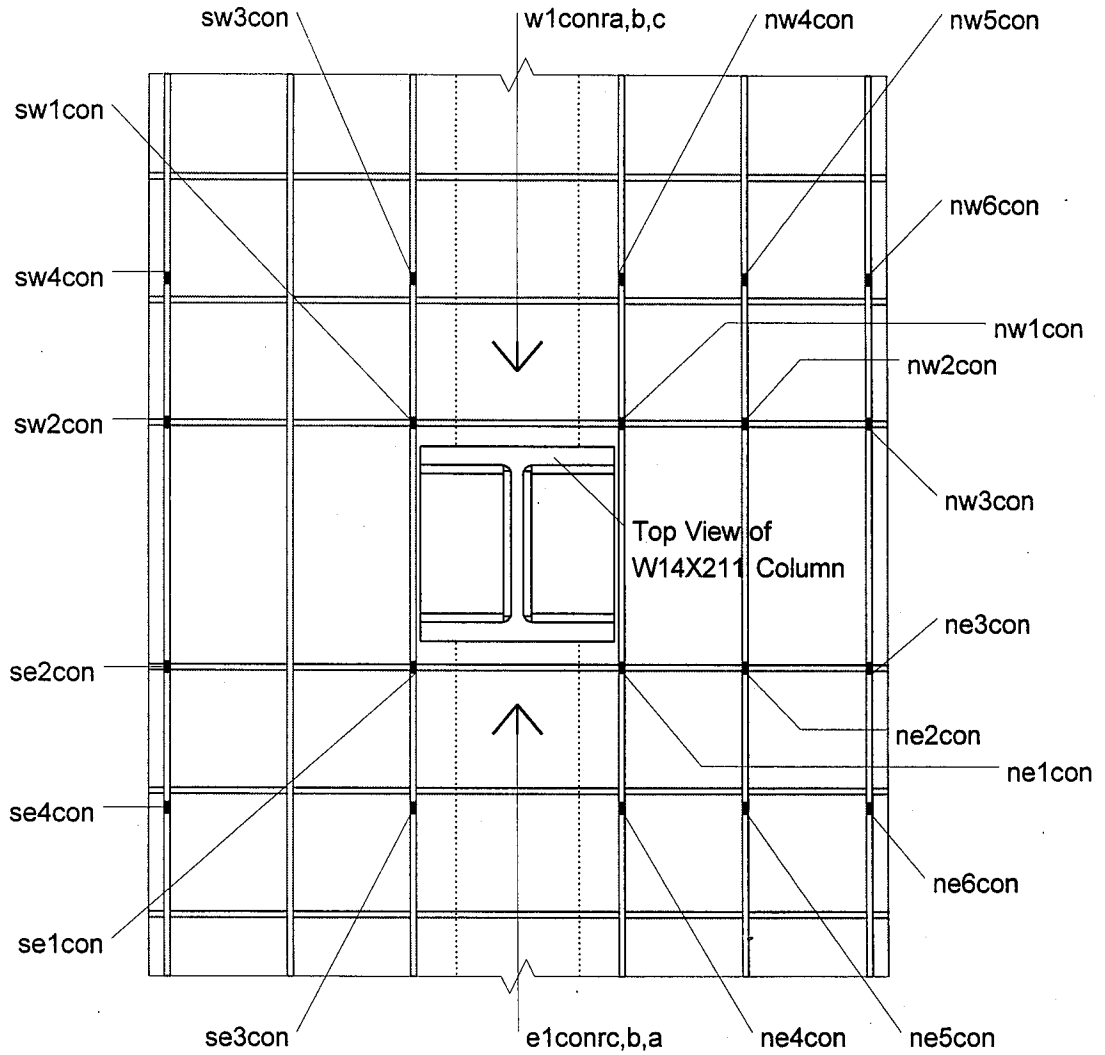 sw3con
w1conra,b,c
nw4con
nw5con
sw1con
nw6con
sw4con
nw1con
nw2con
sw2con
nw3con
Top View of
W14X211 Column
ne3con
se2con
ne2con
ne1con
se4con
ne6con
se1con
se3con
e1conrc,b,a
ne4con
ne5con